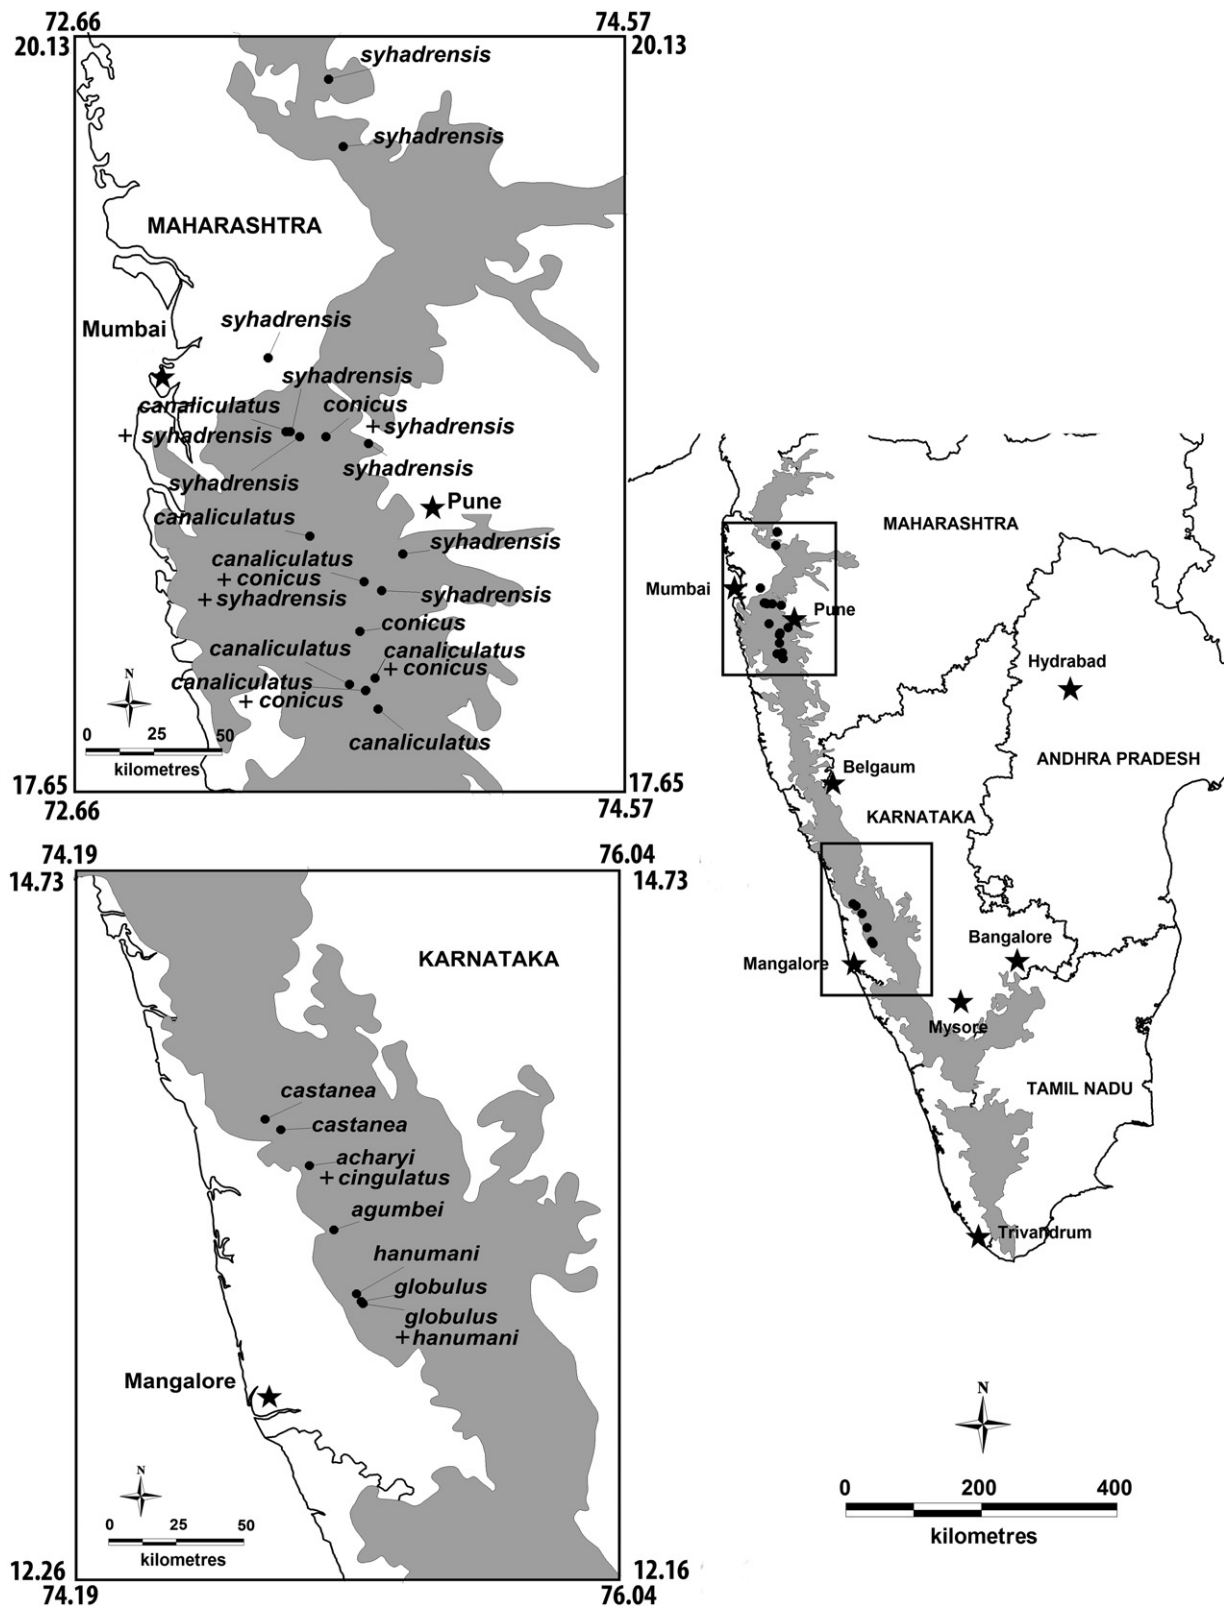 72.66
74.57
20.13
20.13
syhadrensis
syhadrensis
MAHARASHTRA
Mumbai
syhadrensis
syhadrensis
canaliculatus
+ syhadrensis
conicus
+ syhadrensis
syhadrensis
syhadrensis
Pune
canaliculatus
syhadrensis
canaliculatus
+ conicus
+ syhadrensis
syhadrensis
conicus
canaliculatus
canaliculatus
+ conicus
canaliculatus
+ conicus
canaliculatus
N
0 25 50
kilometres
17.65
17.65
72.66
74.57
74.19
76.04
14.73
14.73
KARNATAKA
castanea
castanea
acharyi
+ cingulatus
agumbei
hanumani
globulus
globulus
+ hanumani
Mangalore
N
0 25 50
kilometres
12.26
12.16
74.19
76.04
MAHARASHTRA
Mumbai
Pune
Hydrabad
ANDHRA PRADESH
Belgaum
KARNATAKA
Bangalore
Mangalore
Mysore
TAMIL NADU
Trivandrum
N
0 200 400
kilometres